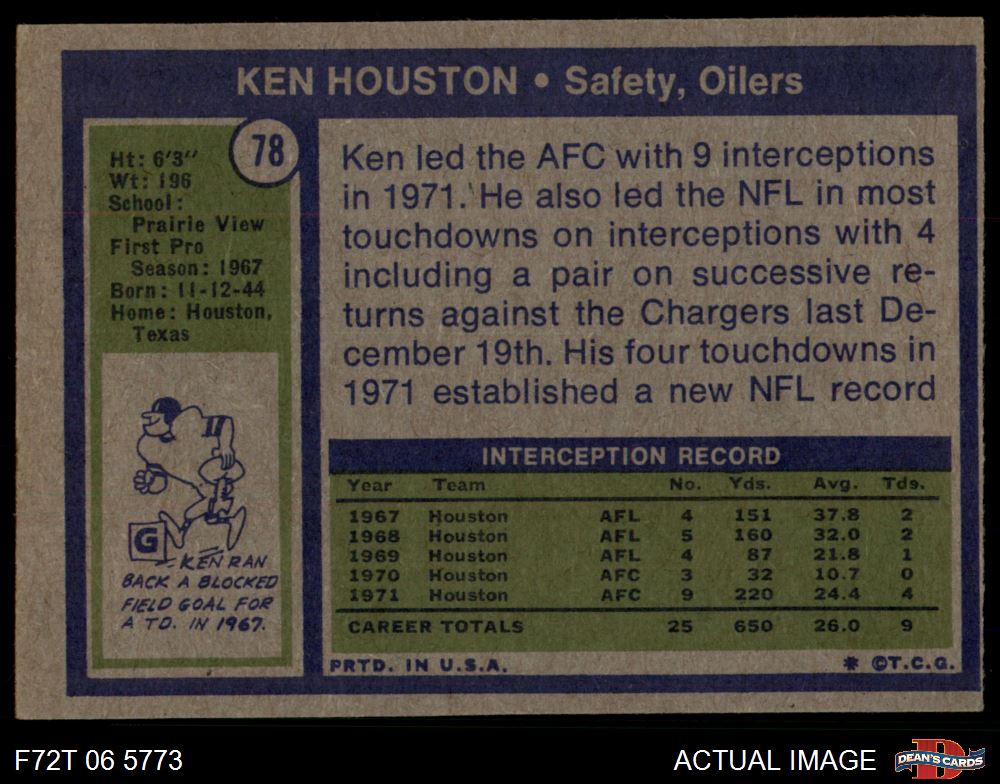 KEN HOUSTON • Safety, Oilers
78
Ht: 6'3"
Wt: 196
School:
Prairie View
First Pro
Season: 1967
Born: 11-12-44
Home: Houston,
Texas
G
KEN RAN
BACK A BLOCKED
FIELD GOAL FOR
A TD. IN 1967.
Ken led the AFC with 9 interceptions
in 1971. He also led the NFL in most
touchdowns on interceptions with 4
including a pair on successive re-
turns against the Chargers last De-
cember 19th. His four touchdowns in
1971 established a new NFL record
INTERCEPTION RECORD
Year Team No. Yds. Avg. Tds.
1967 Houston AFL 4 151 37.8 2
1968 Houston AFL 5 160 32.0 2
1969 Houston AFL 4 87 21.8 1
1970 Houston AFC 3 32 10.7 0
1971 Houston AFC 9 220 24.4 4
CAREER TOTALS 25 650 26.0 9
PRTD. IN U.S.A. * ©T.C.G.
F72T 06 5773
ACTUAL IMAGE
D
DEAN'S CARDS